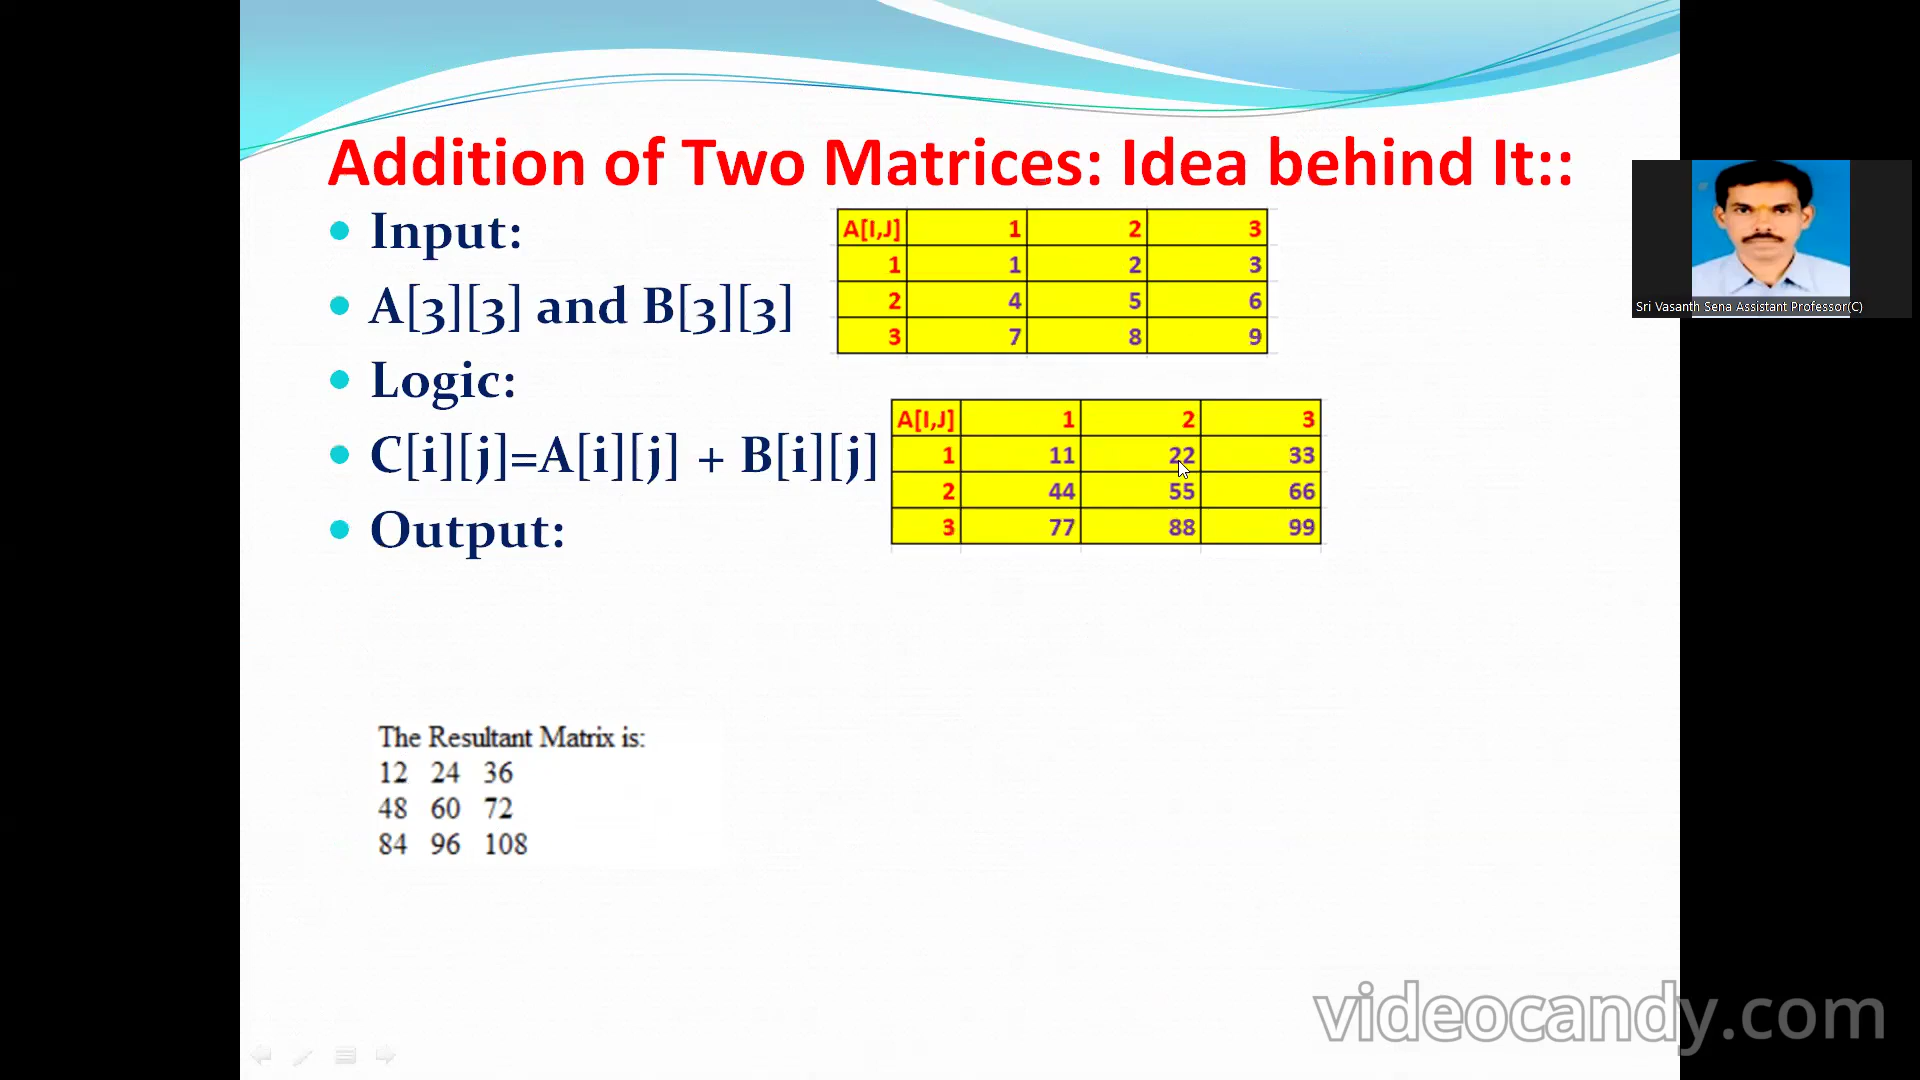 Addition of Two Matrices: Idea behind It::
Input:
A[3][3] and B[3][3]
Logic:
C[i][j]=A[i][j] + B[i][j]
Output:
A[I,J] 1 2 3
1 1 2 3
2 4 5 6
3 7 8 9
A[I,J] 1 2 3
1 11 22 33
2 44 55 66
3 77 88 99
The Resultant Matrix is:
12 24 36
48 60 72
84 96 108
Sri Vasanth Sena Assistant Professor(C)
videocandy.com